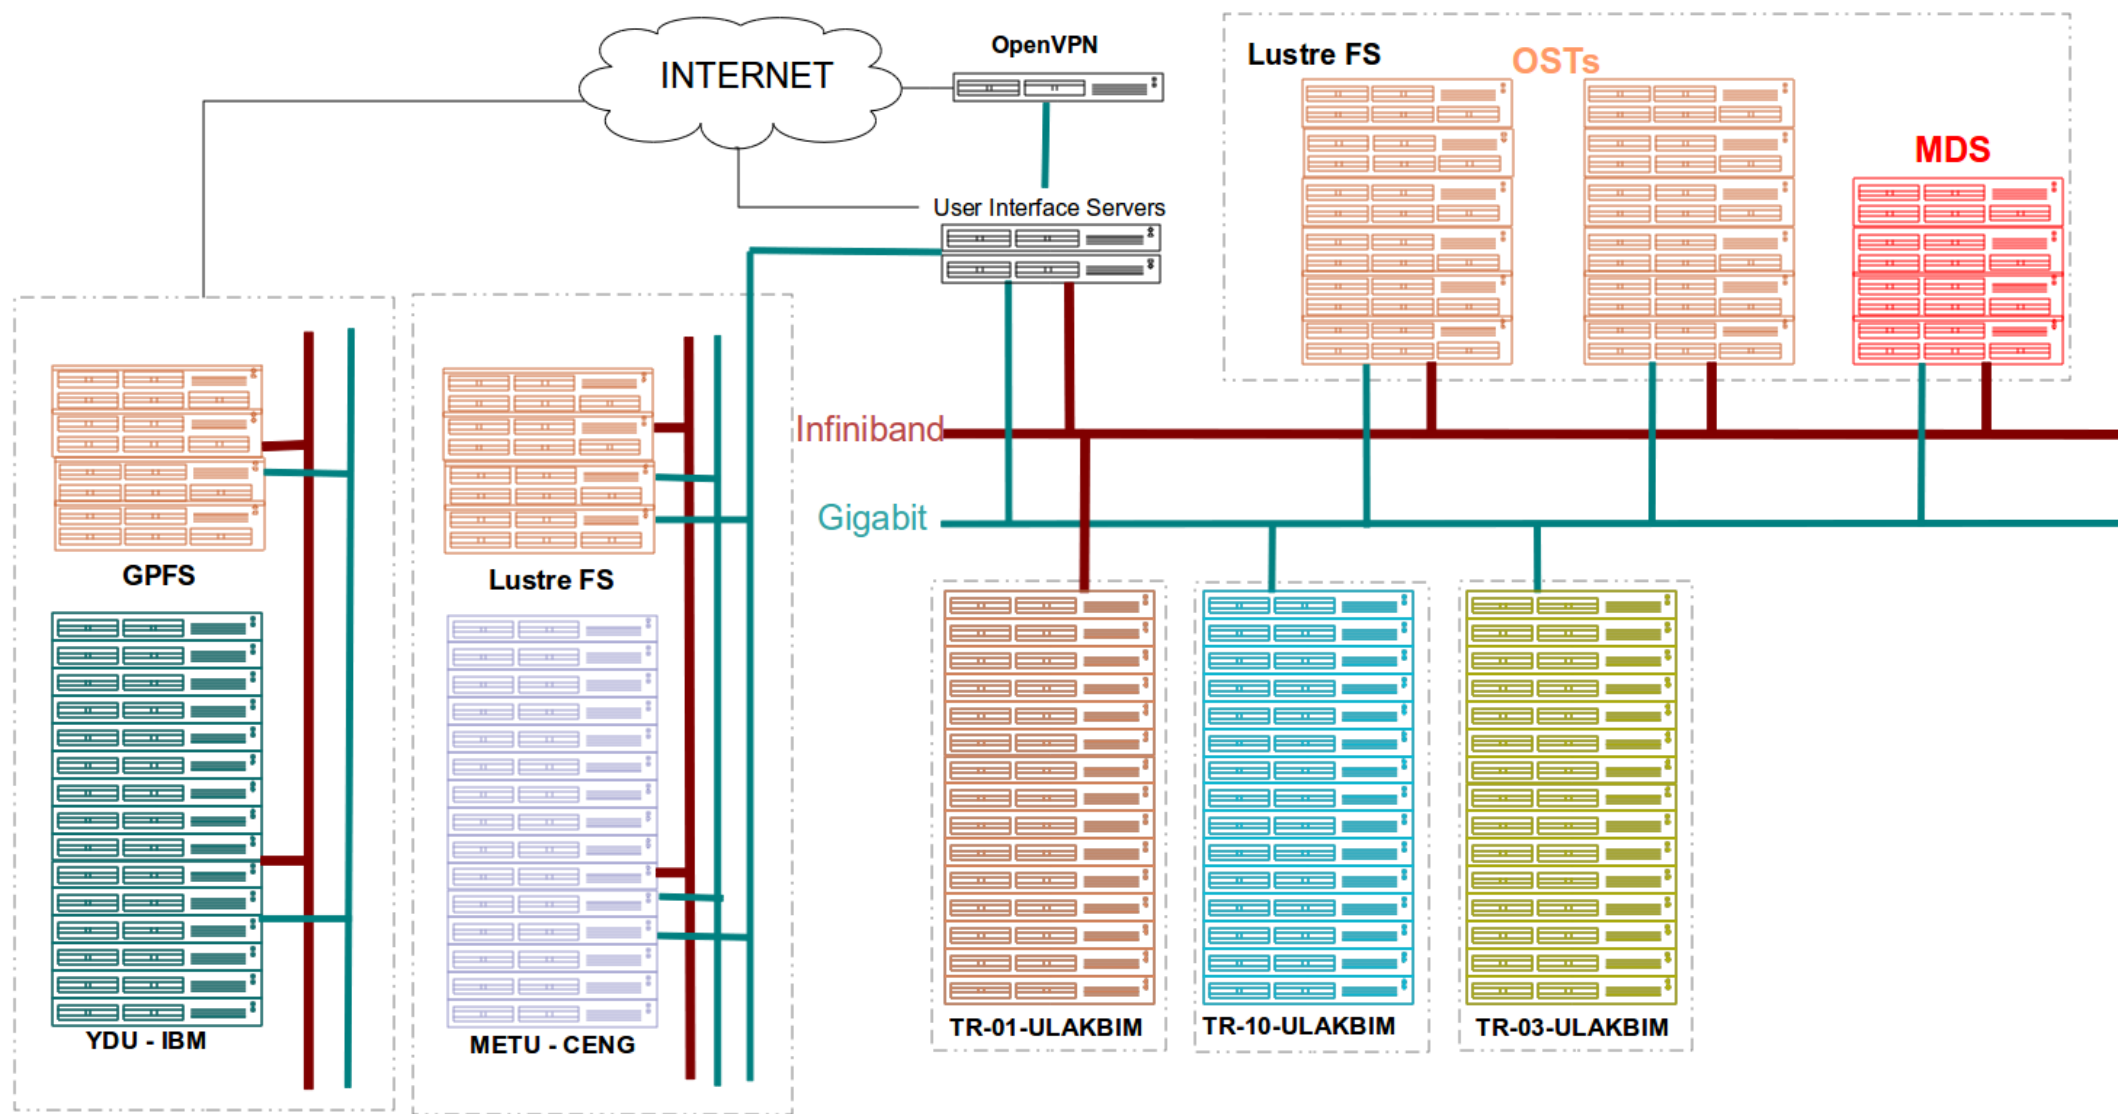 INTERNET
OpenVPN
Lustre FS
OSTs
MDS
User Interface Servers
Infiniband
Gigabit
GPFS
Lustre FS
YDU - IBM
METU - CENG
TR-01-ULAKBIM
TR-10-ULAKBIM
TR-03-ULAKBIM